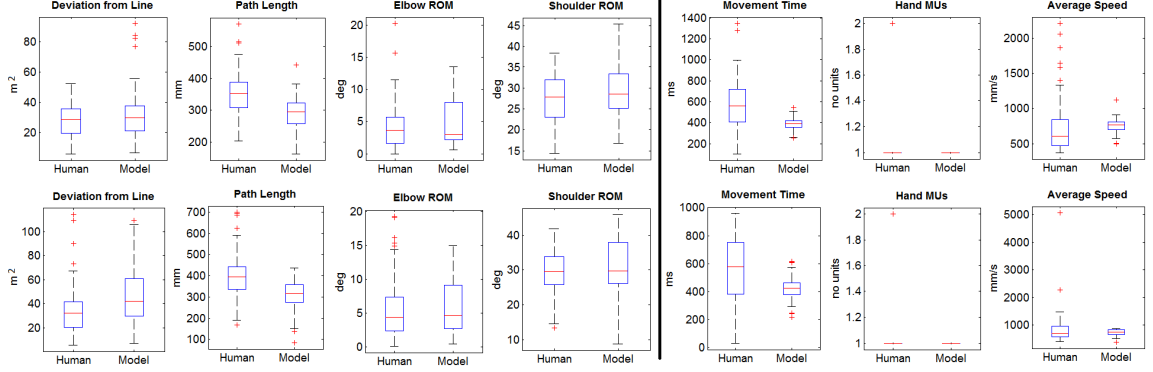 Deviation from Line
m 2
80
60
40
20
Human Model
Path Length
mm
500
400
300
200
Human Model
Elbow ROM
deg
20
15
10
5
0
Human Model
Shoulder ROM
deg
45
40
35
30
25
20
15
Human Model
Movement Time
ms
1400
1200
1000
800
600
400
200
0
Human Model
Hand MUs
no units
2
1.8
1.6
1.4
1.2
1
Human Model
Average Speed
mm/s
2000
1500
1000
500
Human Model
Deviation from Line
m 2
100
80
60
40
20
Human Model
Path Length
mm
700
600
500
400
300
200
100
Human Model
Elbow ROM
deg
20
15
10
5
0
Human Model
Shoulder ROM
deg
40
30
20
10
Human Model
Movement Time
ms
1000
800
600
400
200
0
Human Model
Hand MUs
no units
2
1.8
1.6
1.4
1.2
1
Human Model
Average Speed
mm/s
5000
4000
3000
2000
1000
Human Model